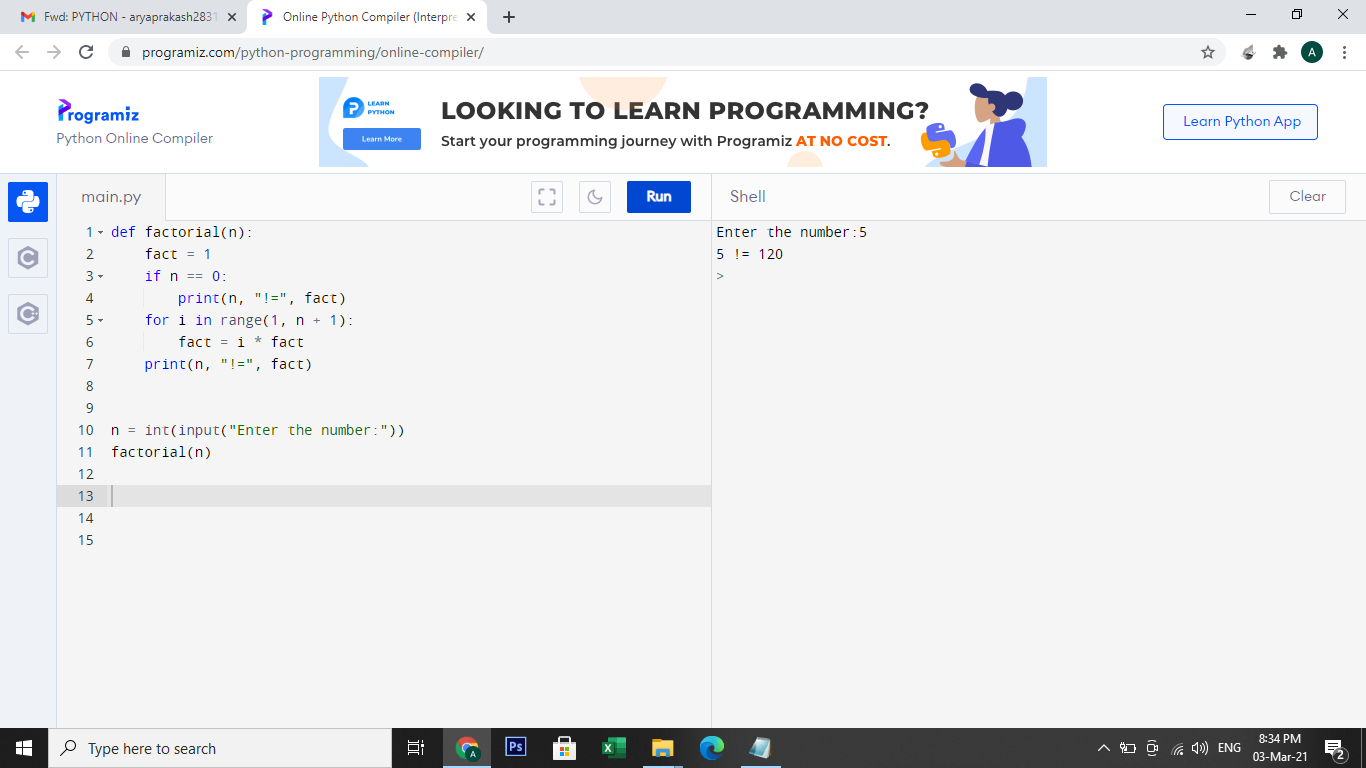 Fwd: PYTHON - aryaprakash2831
Online Python Compiler (Interpre
programiz.com/python-programming/online-compiler/
A
Programiz
Python Online Compiler
LEARN
PYTHON
Learn More
LOOKING TO LEARN PROGRAMMING?
Start your programming journey with Programiz AT NO COST.
Learn Python App
main.py
Run
Shell
Clear
1 def factorial(n):
2     fact = 1
3     if n == 0:
4         print(n, "!=", fact)
5     for i in range(1, n + 1):
6         fact = i * fact
7     print(n, "!=", fact)
8
9
10 n = int(input("Enter the number:"))
11 factorial(n)
12
13
14
15
Enter the number:5
5 != 120
>
Type here to search
A
Ps
ENG
8:34 PM
03-Mar-21
2